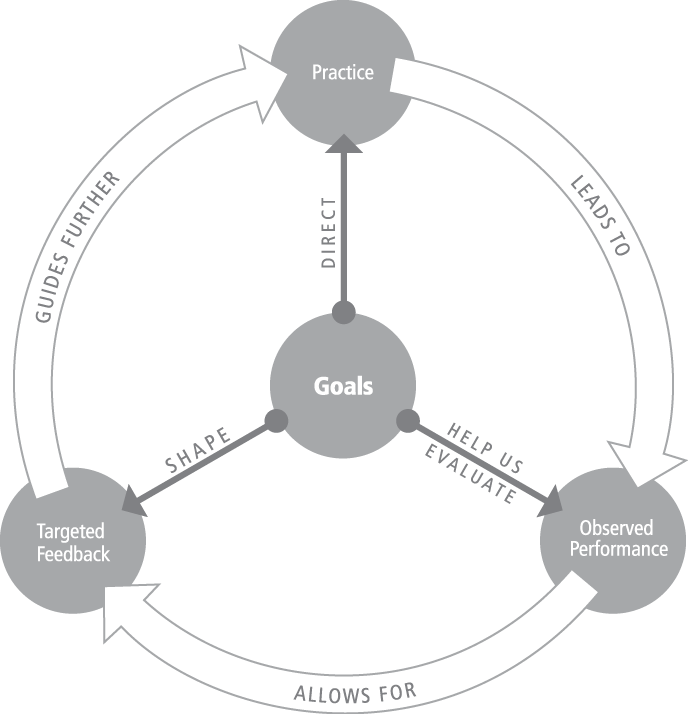 Practice
LEADS TO
GUIDES FURTHER
DIRECT
Goals
SHAPE
HELP US
EVALUATE
Targeted
Feedback
Observed
Performance
ALLOWS FOR